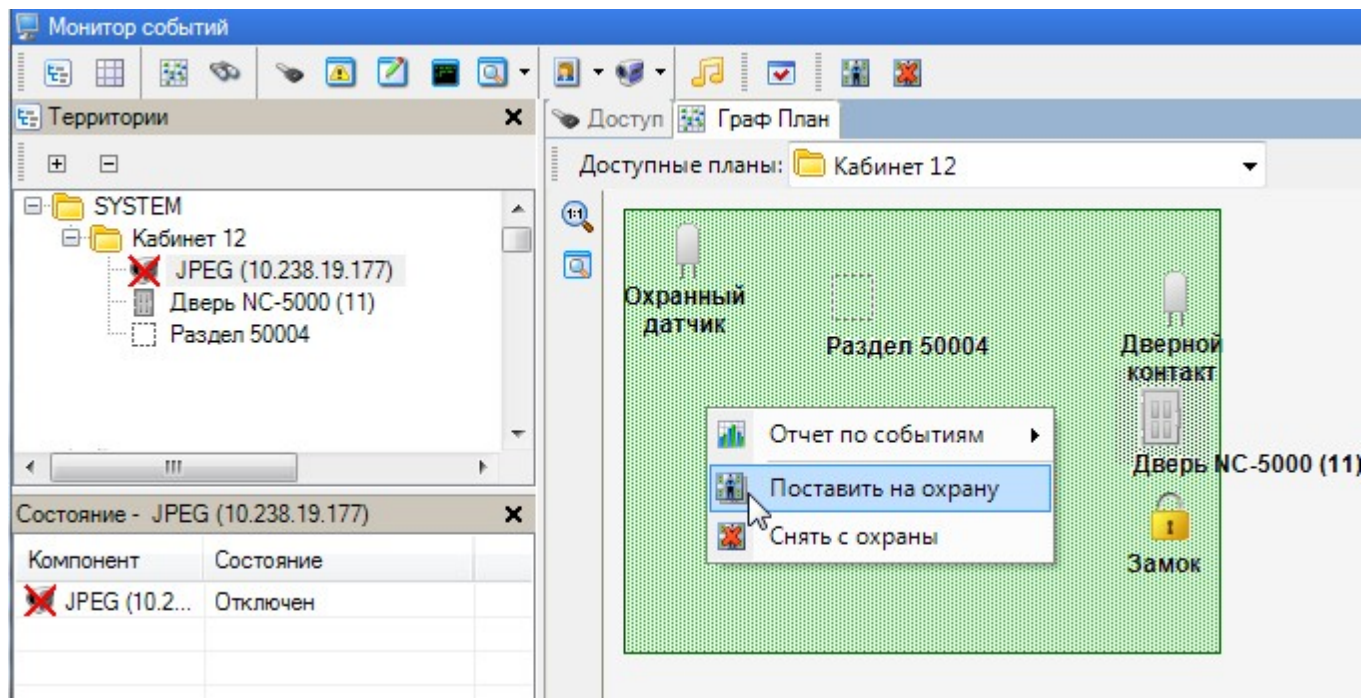 Монитор событий
Территории
Доступ
Граф План
Доступные планы:
Кабинет 12
SYSTEM
Кабинет 12
JPEG (10.238.19.177)
Дверь NC-5000 (11)
Раздел 50004
1:1
Охранный
датчик
Раздел 50004
Дверной
контакт
Отчет по событиям
Поставить на охрану
Снять с охраны
Дверь NC-5000 (11)
Замок
Состояние - JPEG (10.238.19.177)
Компонент
Состояние
JPEG (10.2...
Отключен